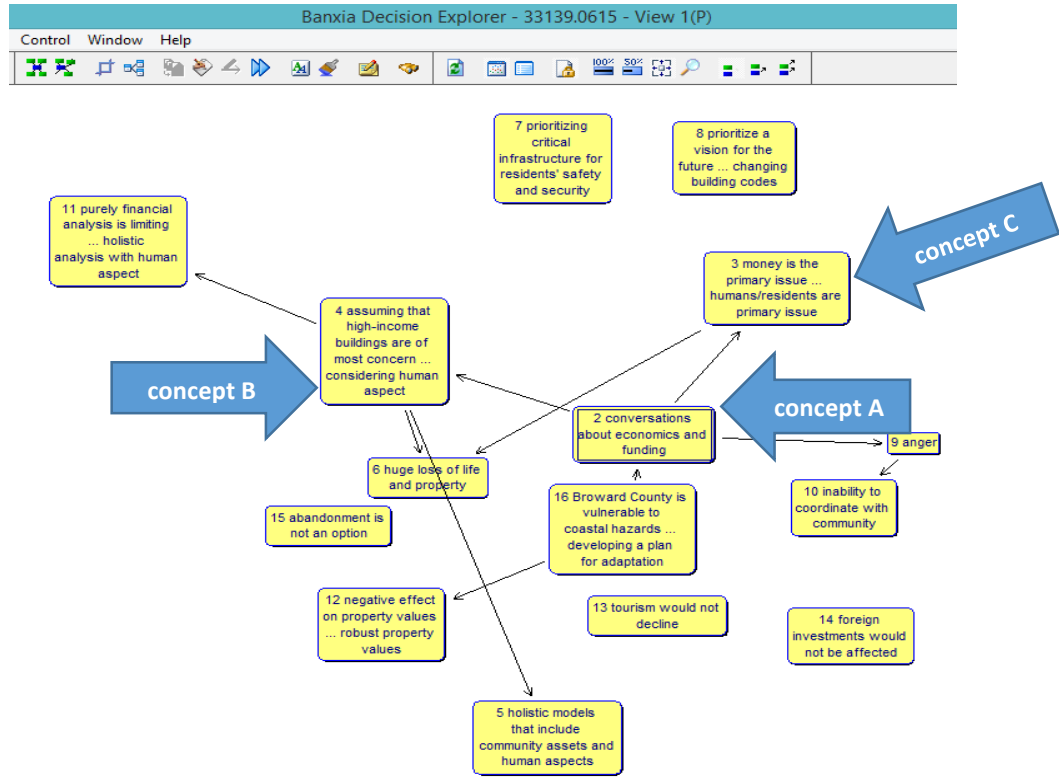 Banxia Decision Explorer - 33139.0615 - View 1(P)
Control Window Help
100% 50%
7 prioritizing
critical
infrastructure for
residents' safety
and security
8 prioritize a
vision for the
future ... changing
building codes
11 purely financial
analysis is limiting
... holistic
analysis with human
aspect
concept C
3 money is the
primary issue ...
humans/residents are
primary issue
4 assuming that
high-income
buildings are of
most concern ...
considering human
aspect
concept B
concept A
2 conversations
about economics and
funding
9 anger
6 huge loss of life
and property
10 inability to
coordinate with
community
16 Broward County is
vulnerable to
coastal hazards ...
developing a plan
for adaptation
15 abandonment is
not an option
12 negative effect
on property values
... robust property
values
13 tourism would not
decline
14 foreign
investments would
not be affected
5 holistic models
that include
community assets and
human aspects